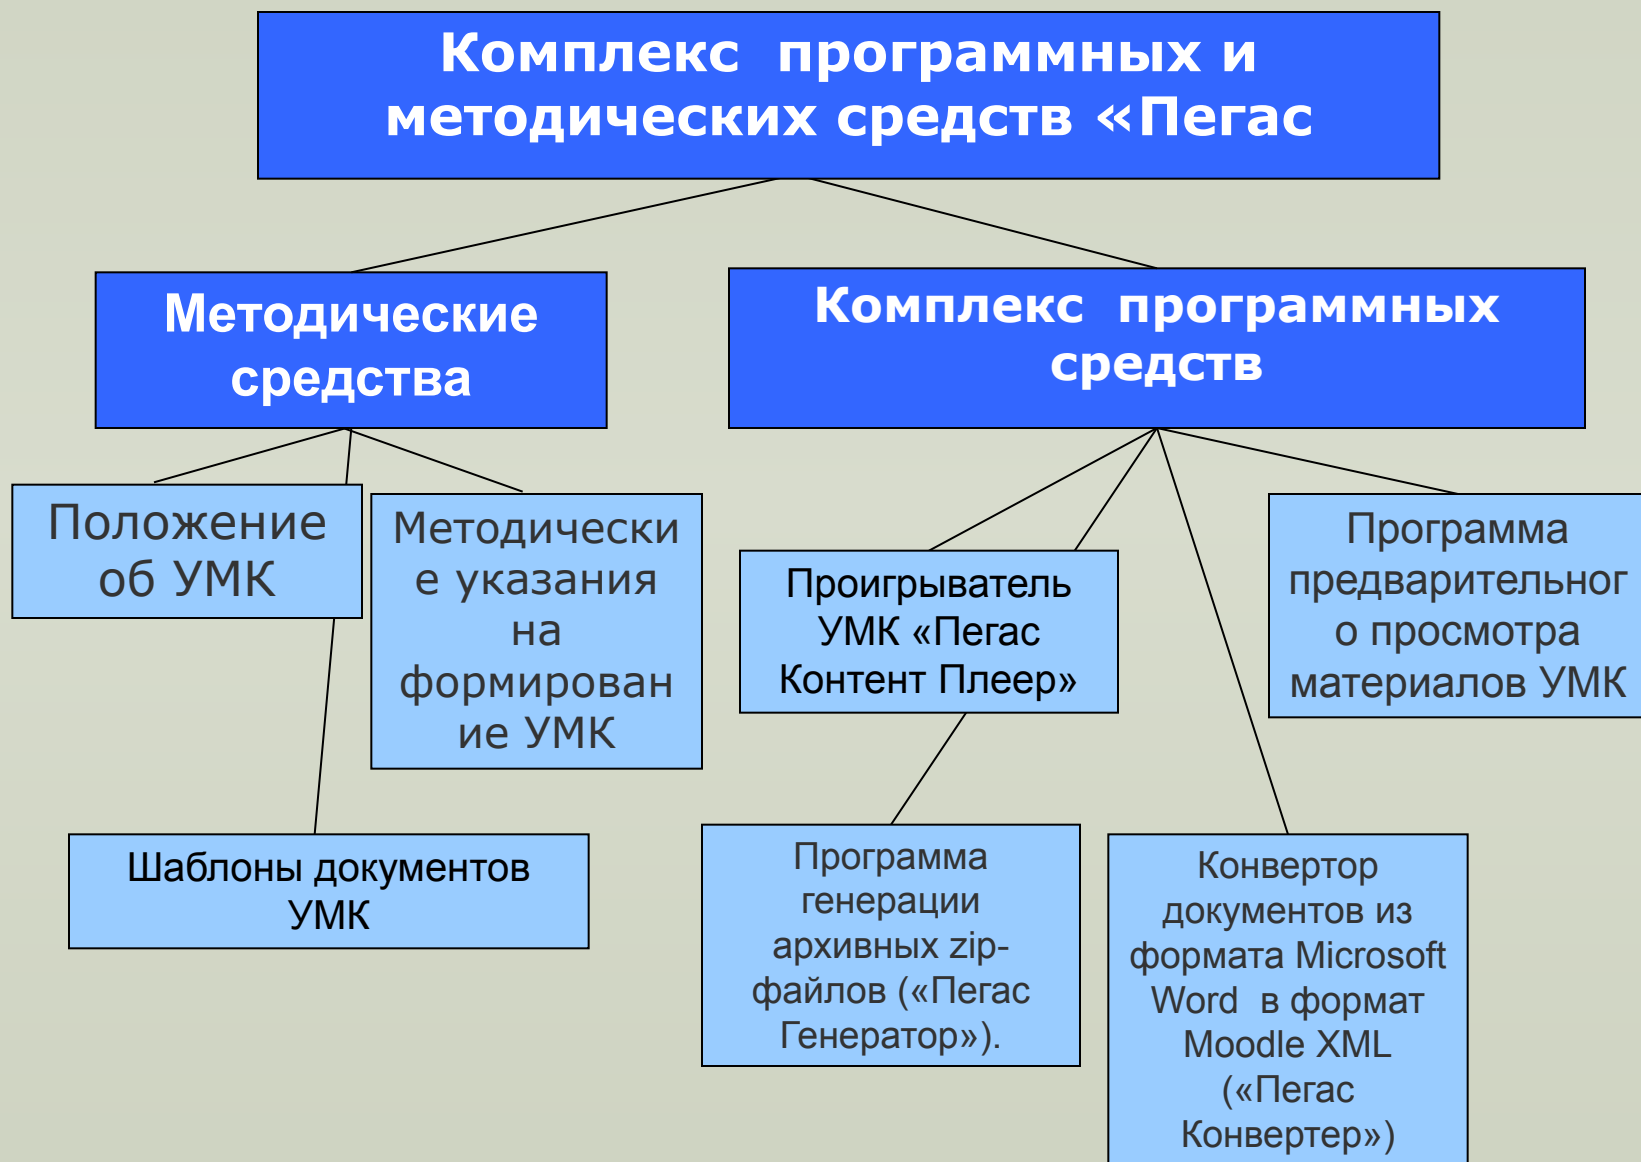 Комплекс программных и
методических средств «Пегас
Методические
средства
Комплекс программных
средств
Положение
об УМК
Методически
е указания
на
формирован
ие УМК
Проигрыватель
УМК «Пегас
Контент Плеер»
Программа
предварительног
о просмотра
материалов УМК
Шаблоны документов
УМК
Программа
генерации
архивных zip-
файлов («Пегас
Генератор»).
Конвертор
документов из
формата Microsoft
Word в формат
Moodle XML
(«Пегас
Конвертер»)